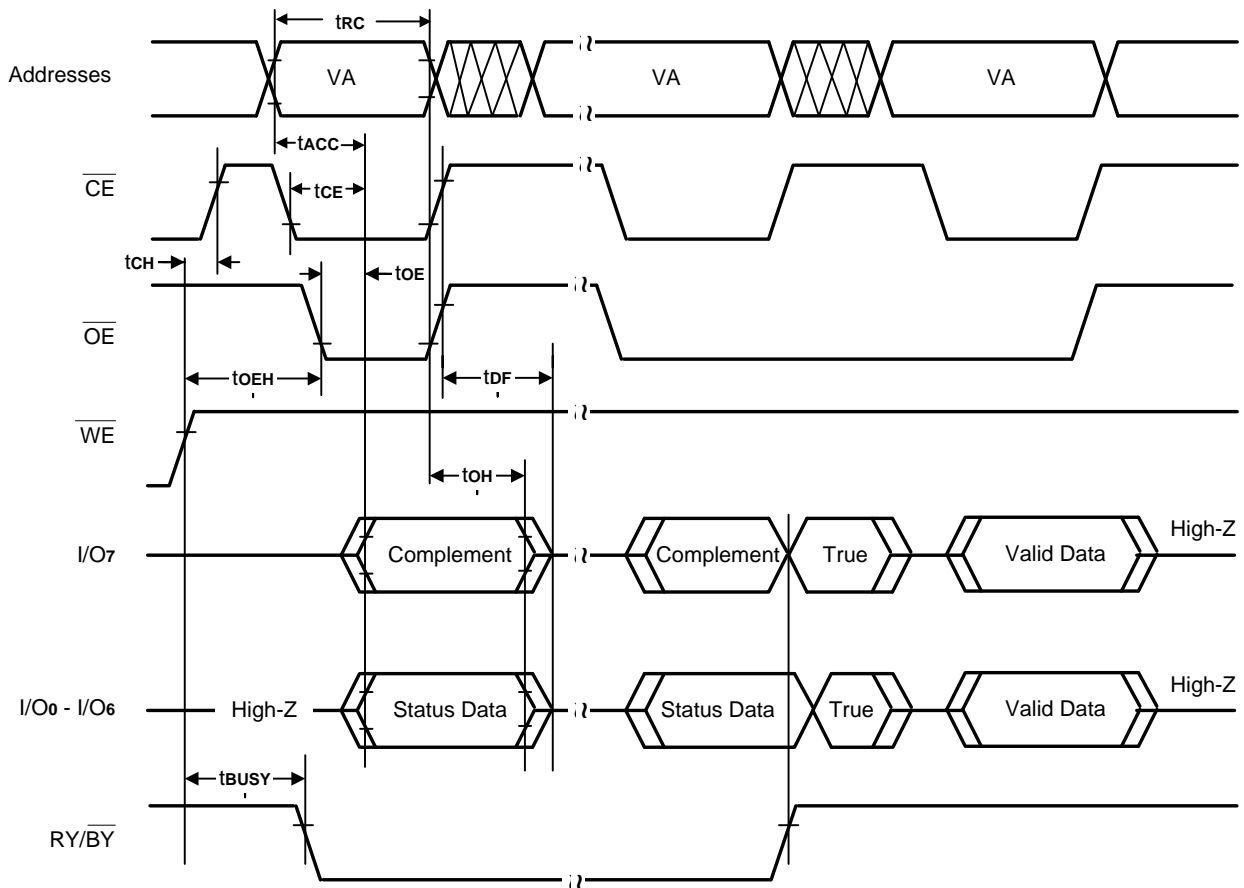 tRC
Addresses VA VA VA
tACC
CE tCE
tCH tOE
OE
tOEH tDF
WE
tOH
I/O7 Complement Complement True Valid Data High-Z
I/O0 - I/O6 High-Z Status Data Status Data True Valid Data High-Z
tBUSY
RY/BY